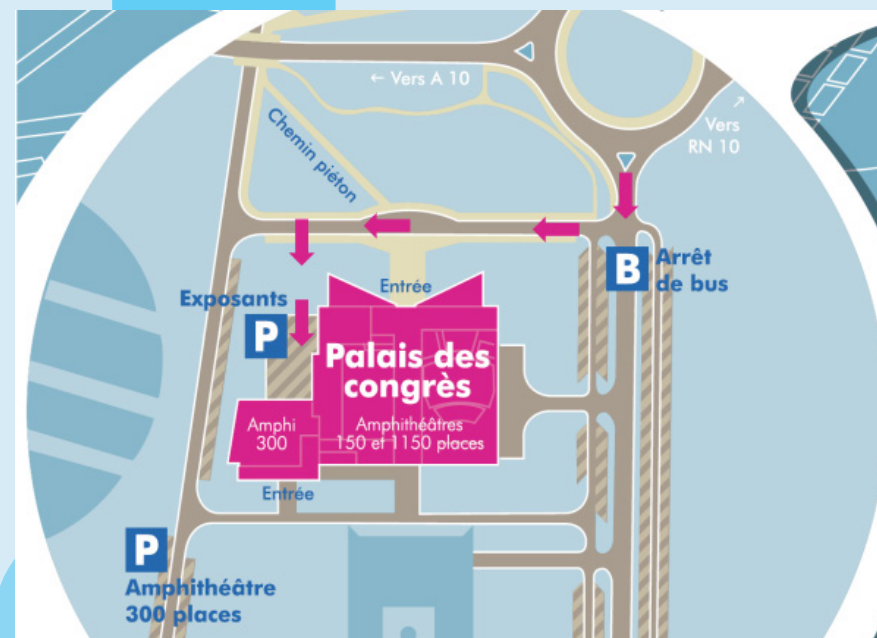 ← Vers A 10
↗
Vers
RN 10
Chemin piéton
B
Arrêt
de bus
Exposants
P
Entrée
Palais des
congrès
Amphi
300
Amphithéâtres
150 et 1150 places
Entrée
P
Amphithéâtre
300 places